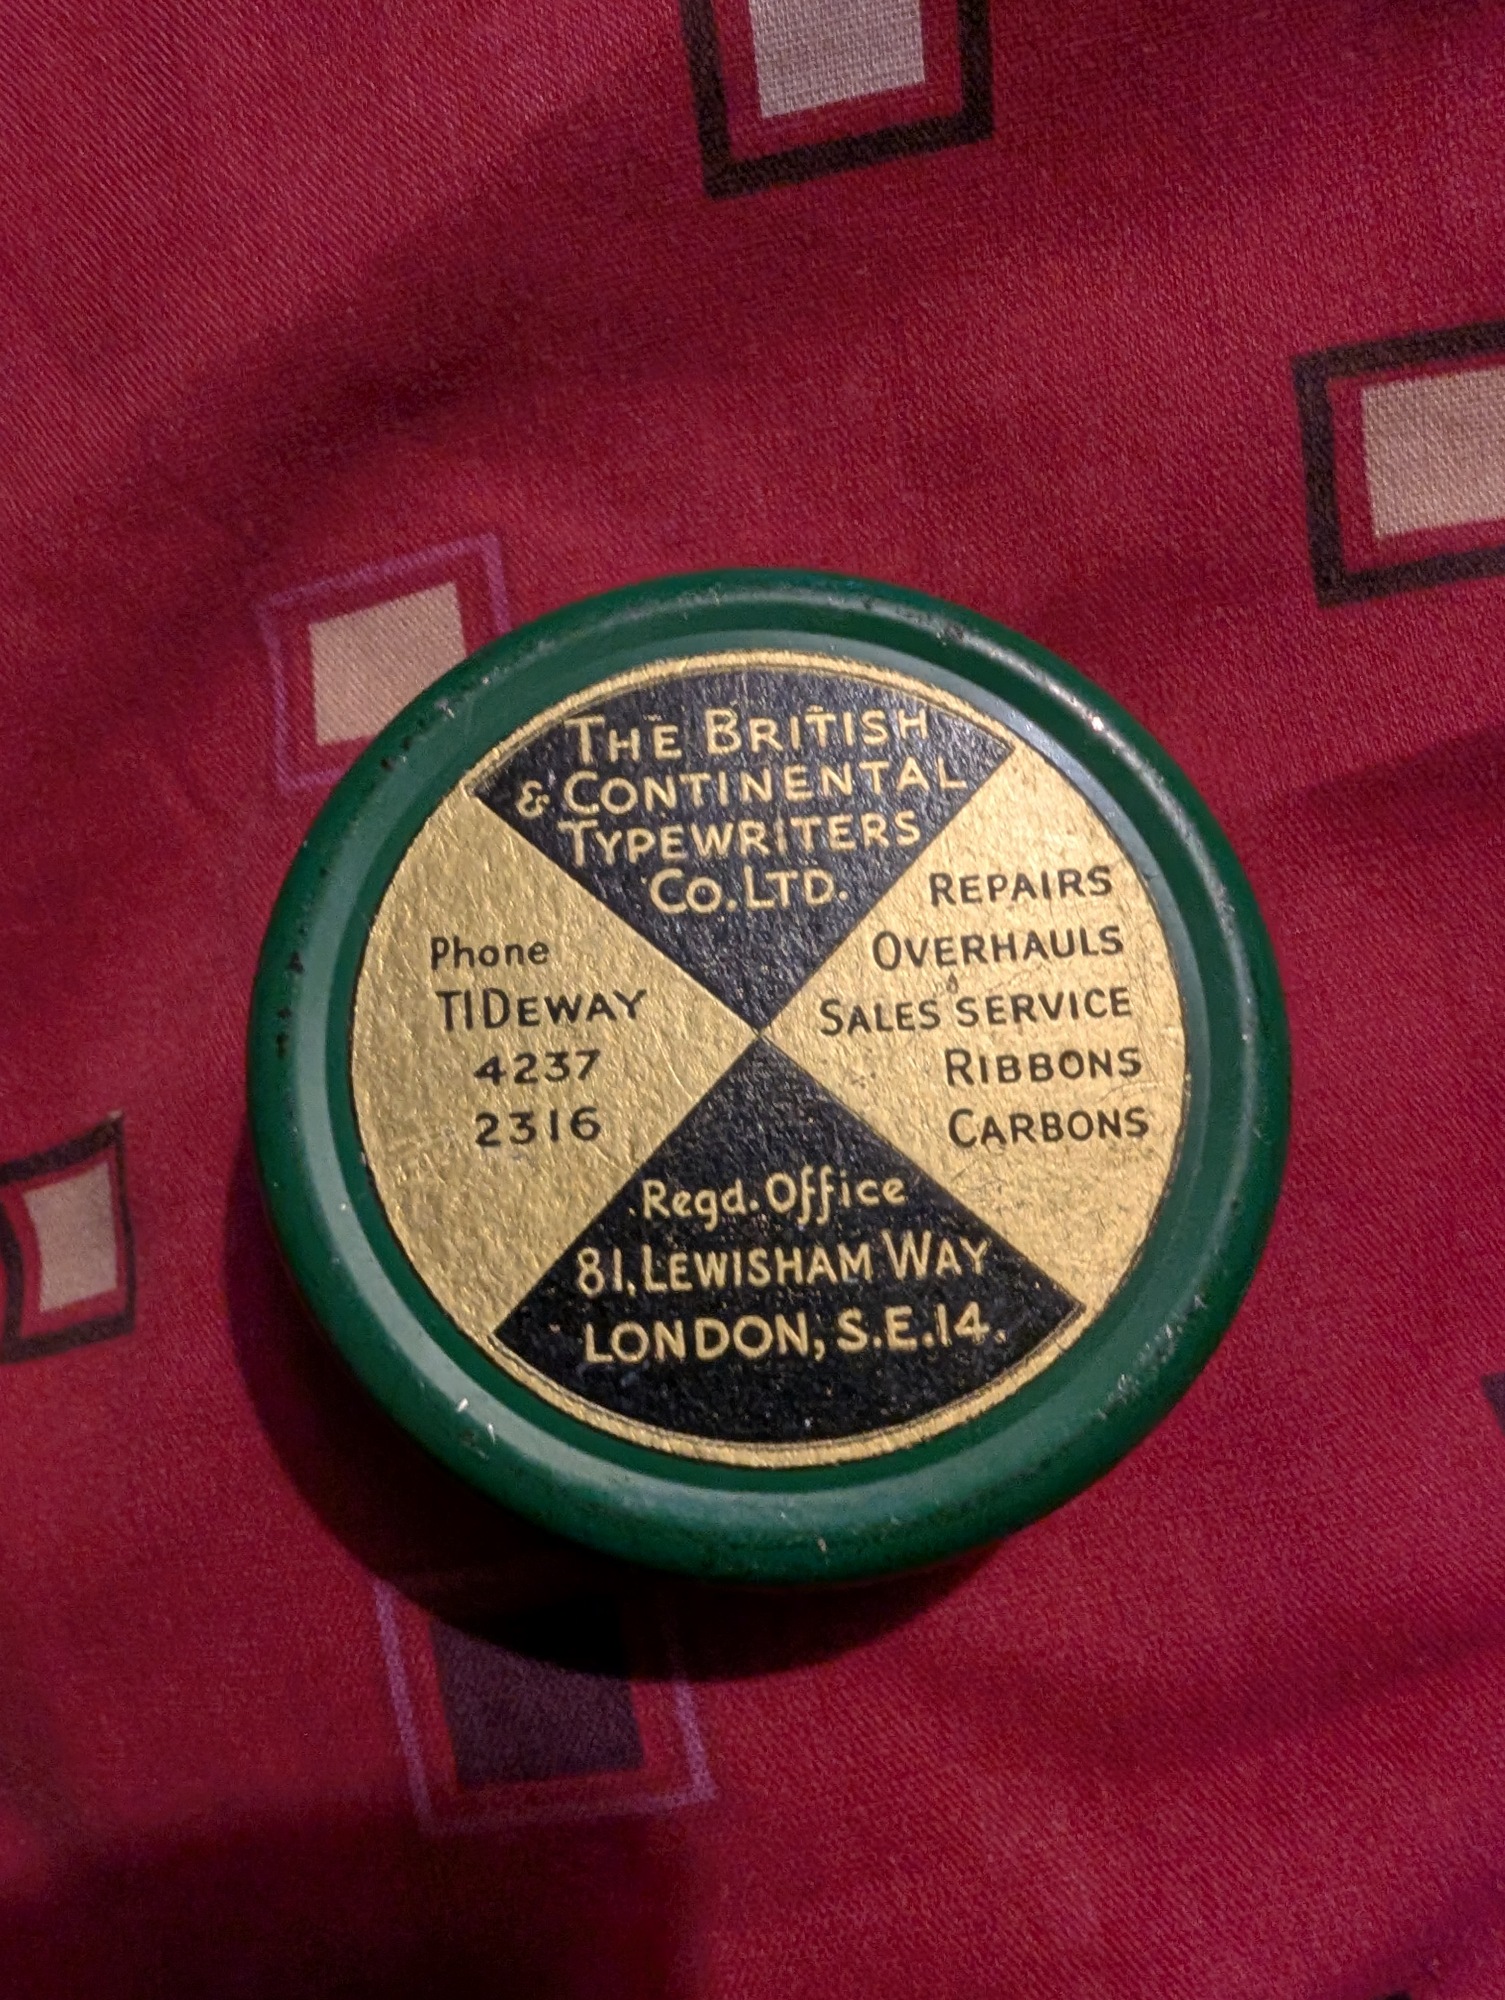 THE BRITISH
& CONTINENTAL
TYPEWRITERS
CO. LTD.
Phone
TIDEWAY
4237
2316
REPAIRS
OVERHAULS
SALES SERVICE
RIBBONS
CARBONS
Regd. Office
81, LEWISHAM WAY
LONDON, S.E.14.